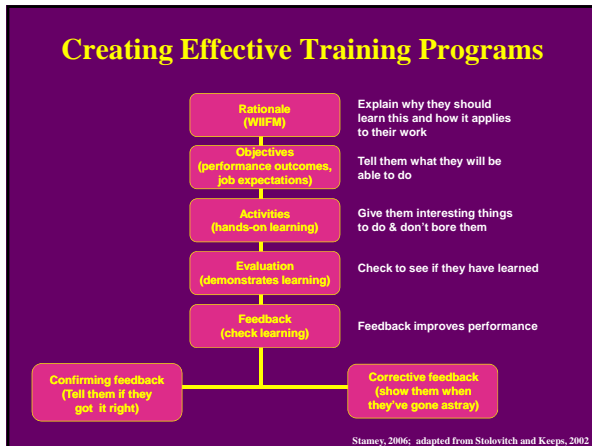 Creating Effective Training Programs
Rationale
(WIIFM)
Explain why they should
learn this and how it applies
to their work
Objectives
(performance outcomes,
job expectations)
Tell them what they will be
able to do
Activities
(hands-on learning)
Give them interesting things
to do & don't bore them
Evaluation
(demonstrates learning)
Check to see if they have learned
Feedback
(check learning)
Feedback improves performance
Confirming feedback
(Tell them if they
got it right)
Corrective feedback
(show them when
they've gone astray)
Stamey, 2006; adapted from Stolovitch and Keeps, 2002